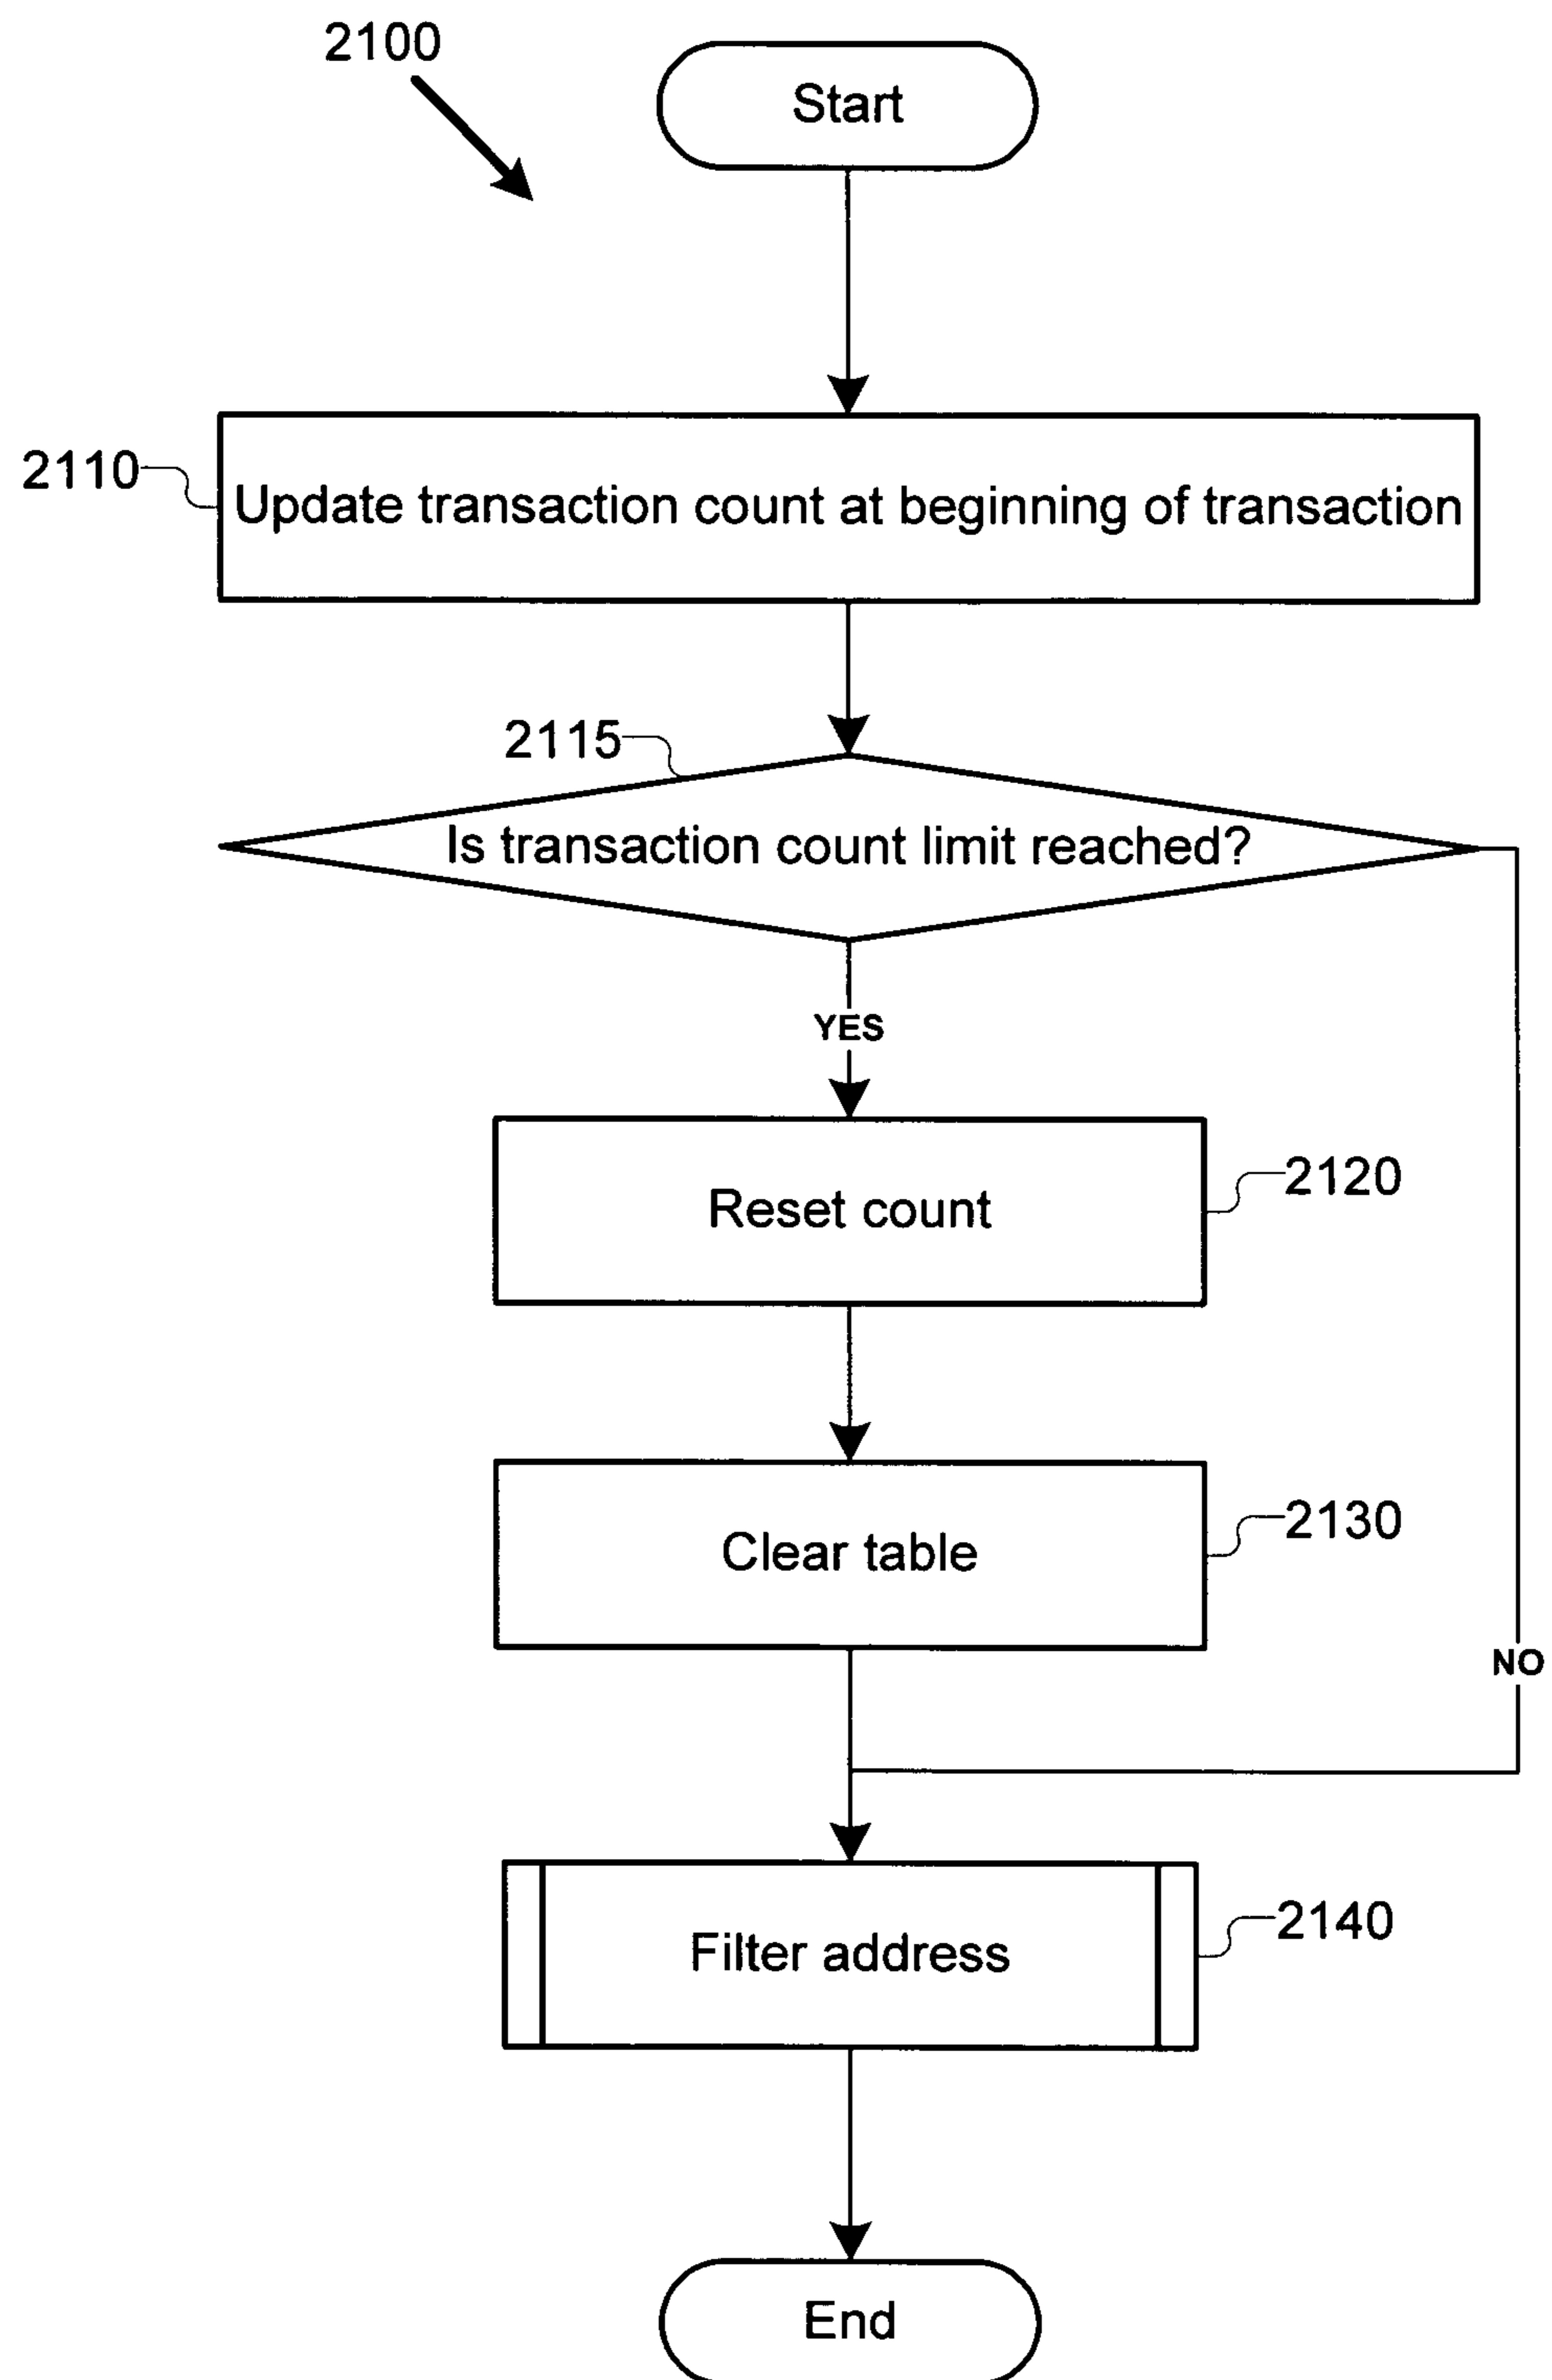 2100
Start
2110
Update transaction count at beginning of transaction
2115
Is transaction count limit reached?
YES
Reset count
2120
Clear table
2130
NO
Filter address
2140
End